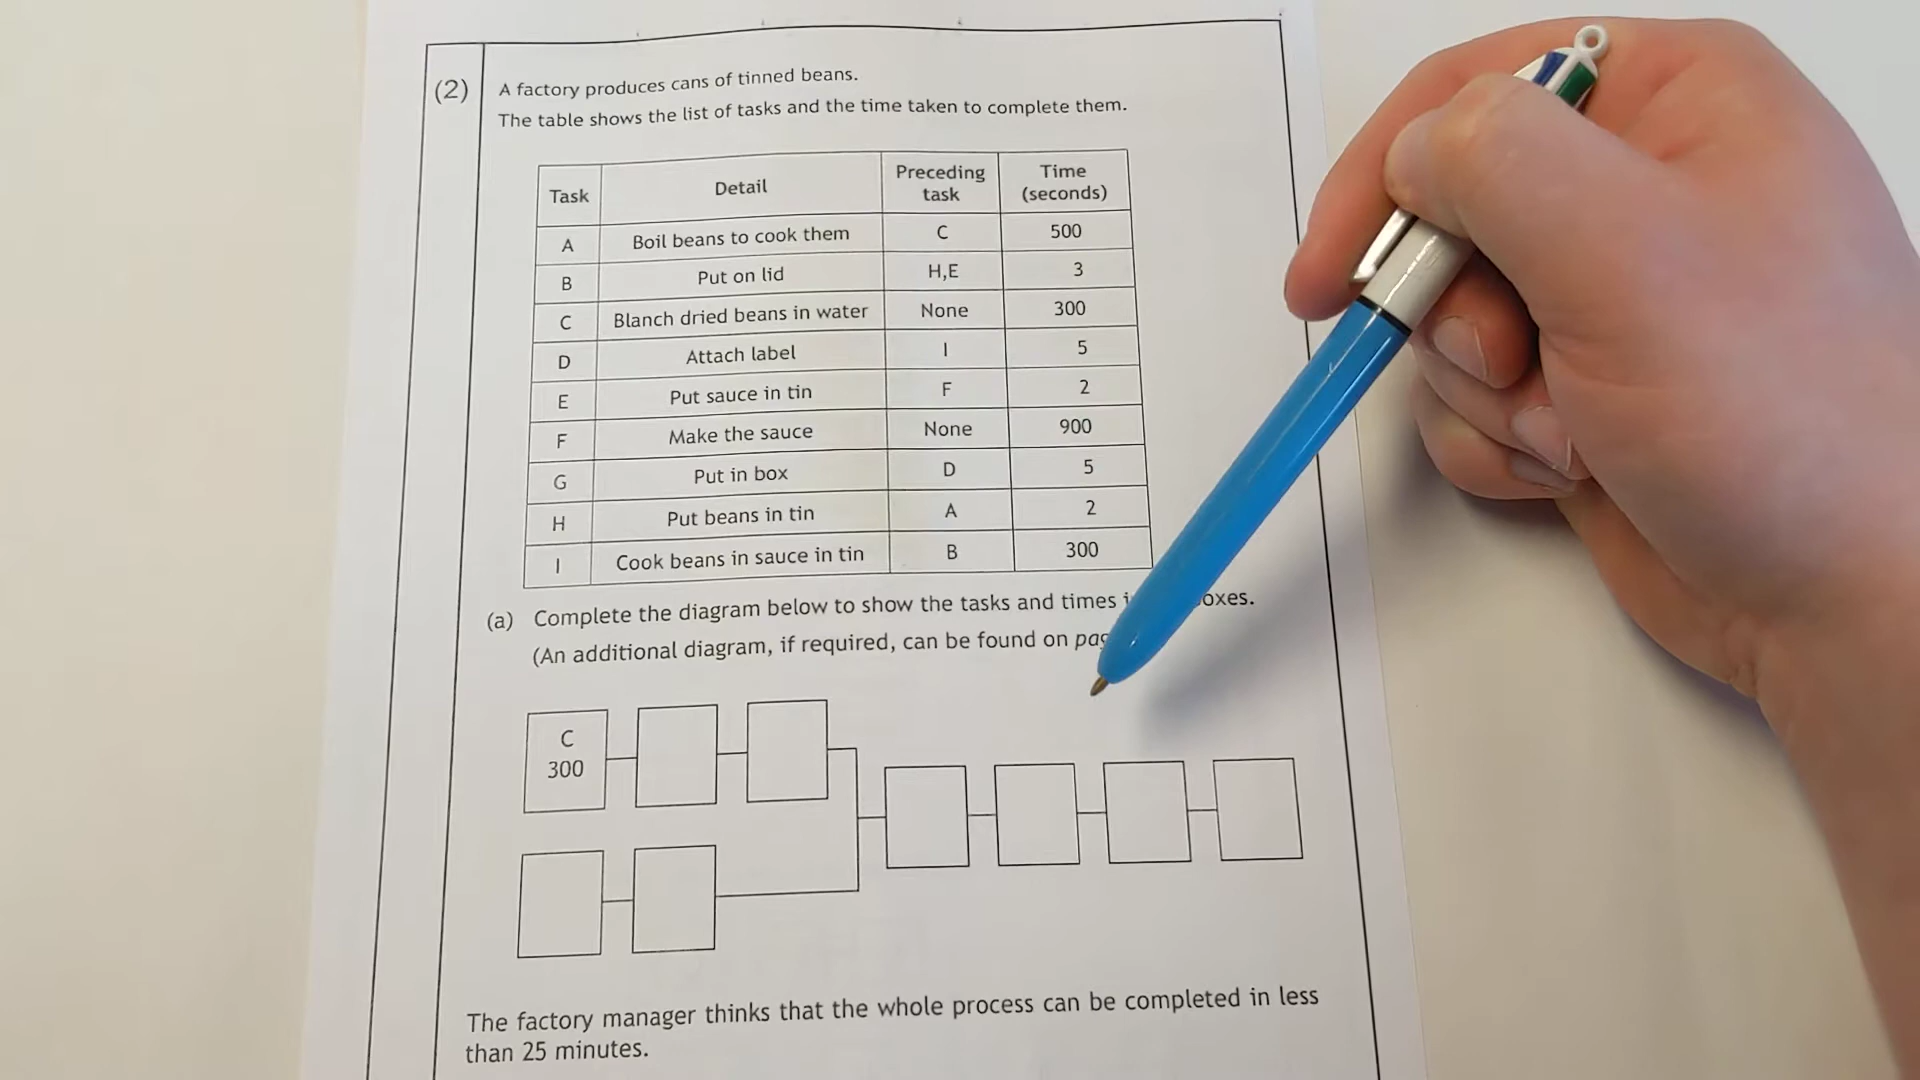 (2)
A factory produces cans of tinned beans.
The table shows the list of tasks and the time taken to complete them.
Task Detail Preceding task Time (seconds)
A Boil beans to cook them C 500
B Put on lid H,E 3
C Blanch dried beans in water None 300
D Attach label I 5
E Put sauce in tin F 2
F Make the sauce None 900
G Put in box D 5
H Put beans in tin A 2
I Cook beans in sauce in tin B 300
(a) Complete the diagram below to show the tasks and times
(An additional diagram, if required, can be found on
C
300
The factory manager thinks that the whole process can be completed in less
than 25 minutes.